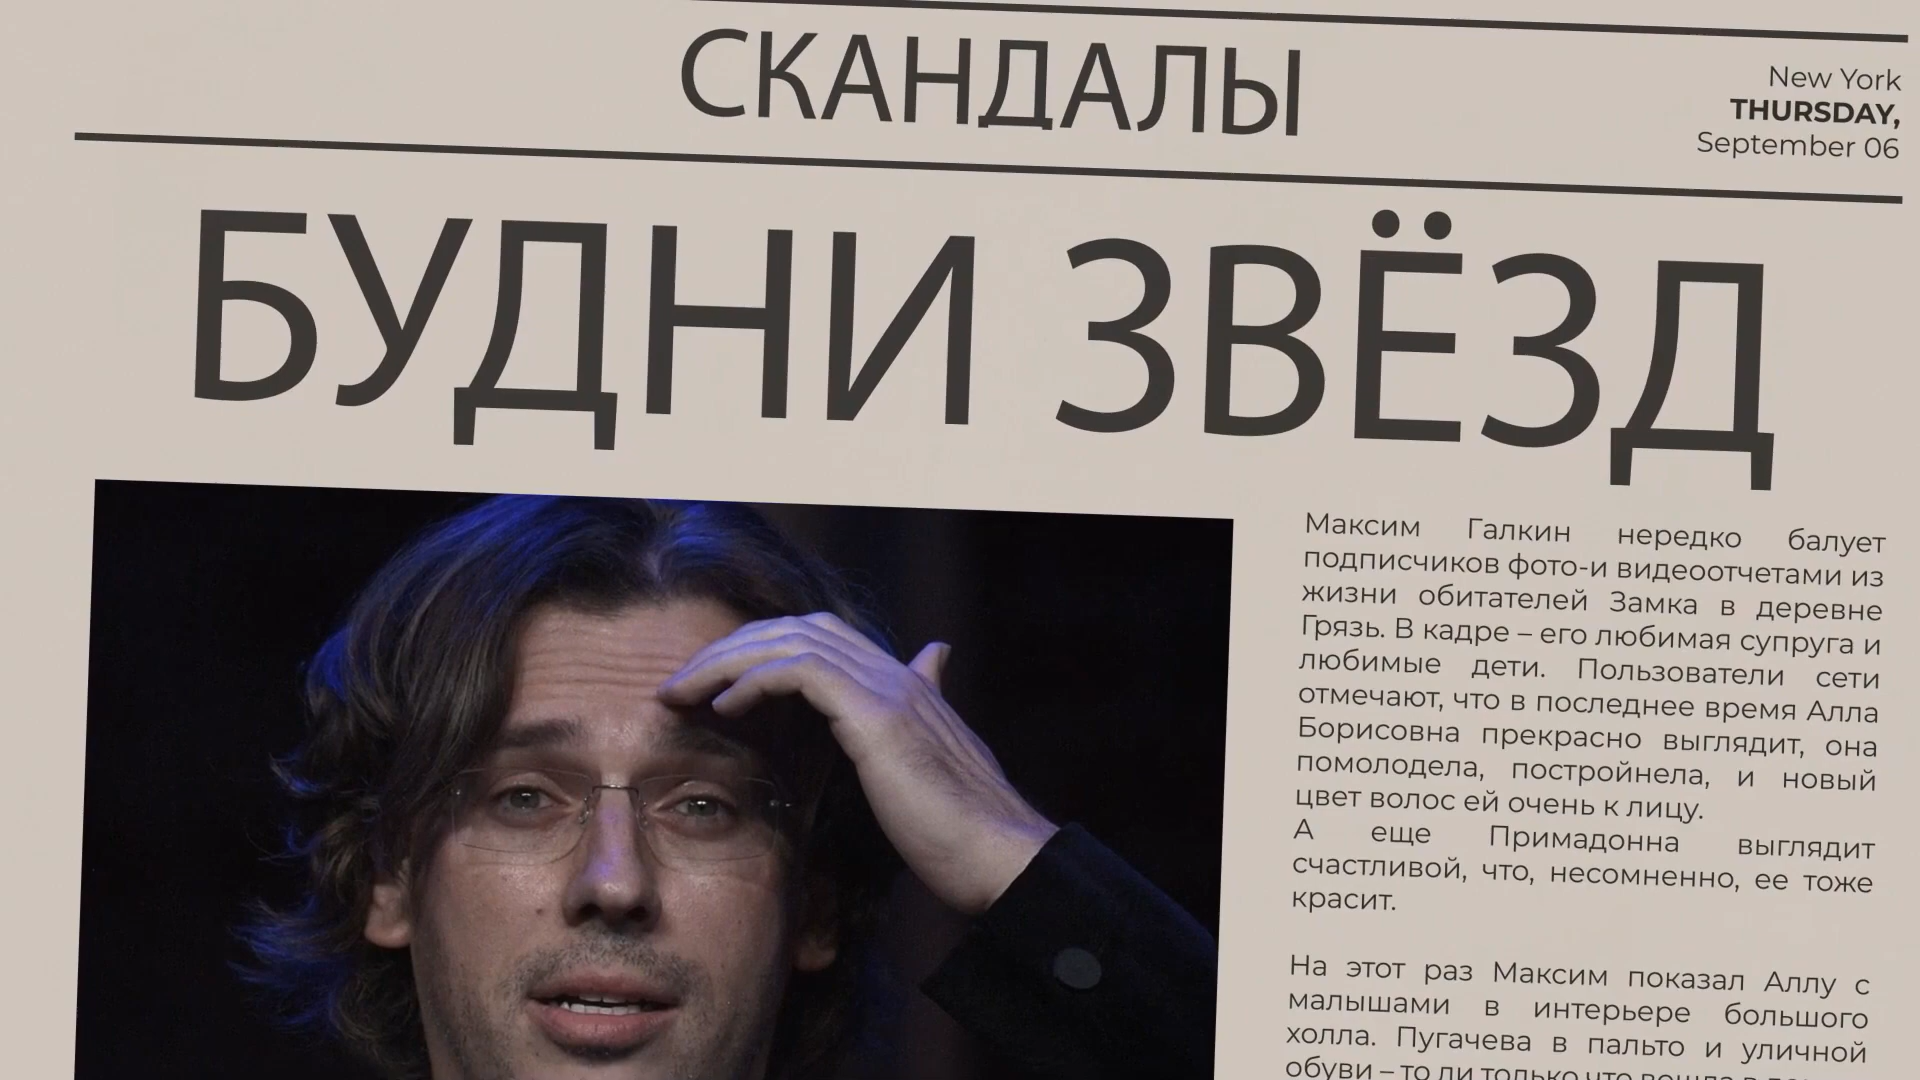 СКАНДАЛЫ
New York
THURSDAY,
September 06
БУДНИ ЗВЁЗД
Максим Галкин нередко балует
подписчиков фото-и видеоотчетами из
жизни обитателей Замка в деревне
Грязь. В кадре – его любимая супруга и
любимые дети. Пользователи сети
отмечают, что в последнее время Алла
Борисовна прекрасно выглядит, она
помолодела, постройнела, и новый
цвет волос ей очень к лицу.
А еще Примадонна выглядит
счастливой, что, несомненно, ее тоже
красит.
На этот раз Максим показал Аллу с
малышами в интерьере большого
холла. Пугачева в пальто и уличной
обуви – то ли только что вошла в